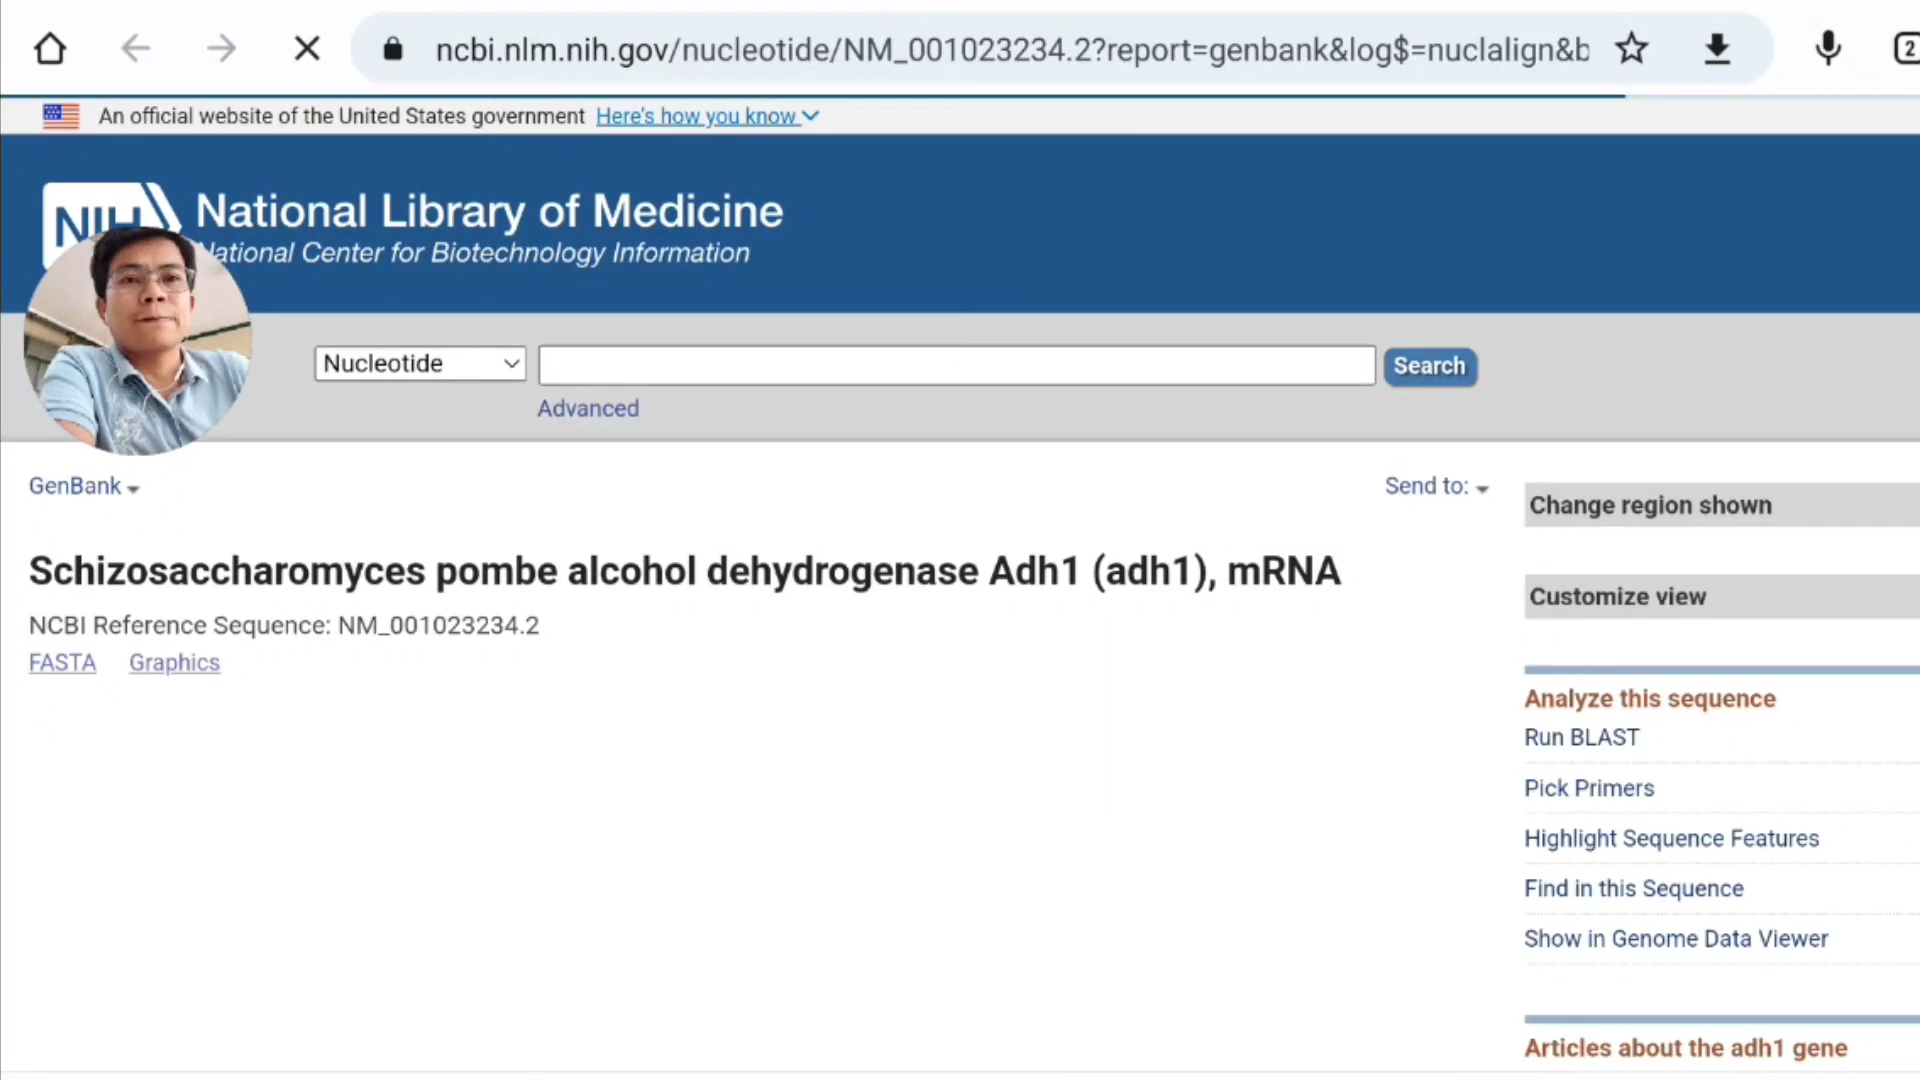 ncbi.nlm.nih.gov/nucleotide/NM_001023234.2?report=genbank&log$=nuclalign&b
2
An official website of the United States government Here's how you know
NIH National Library of Medicine
National Center for Biotechnology Information
Nucleotide
Search
Advanced
GenBank
Send to:
Change region shown
Schizosaccharomyces pombe alcohol dehydrogenase Adh1 (adh1), mRNA
Customize view
NCBI Reference Sequence: NM_001023234.2
FASTA Graphics
Analyze this sequence
Run BLAST
Pick Primers
Highlight Sequence Features
Find in this Sequence
Show in Genome Data Viewer
Articles about the adh1 gene